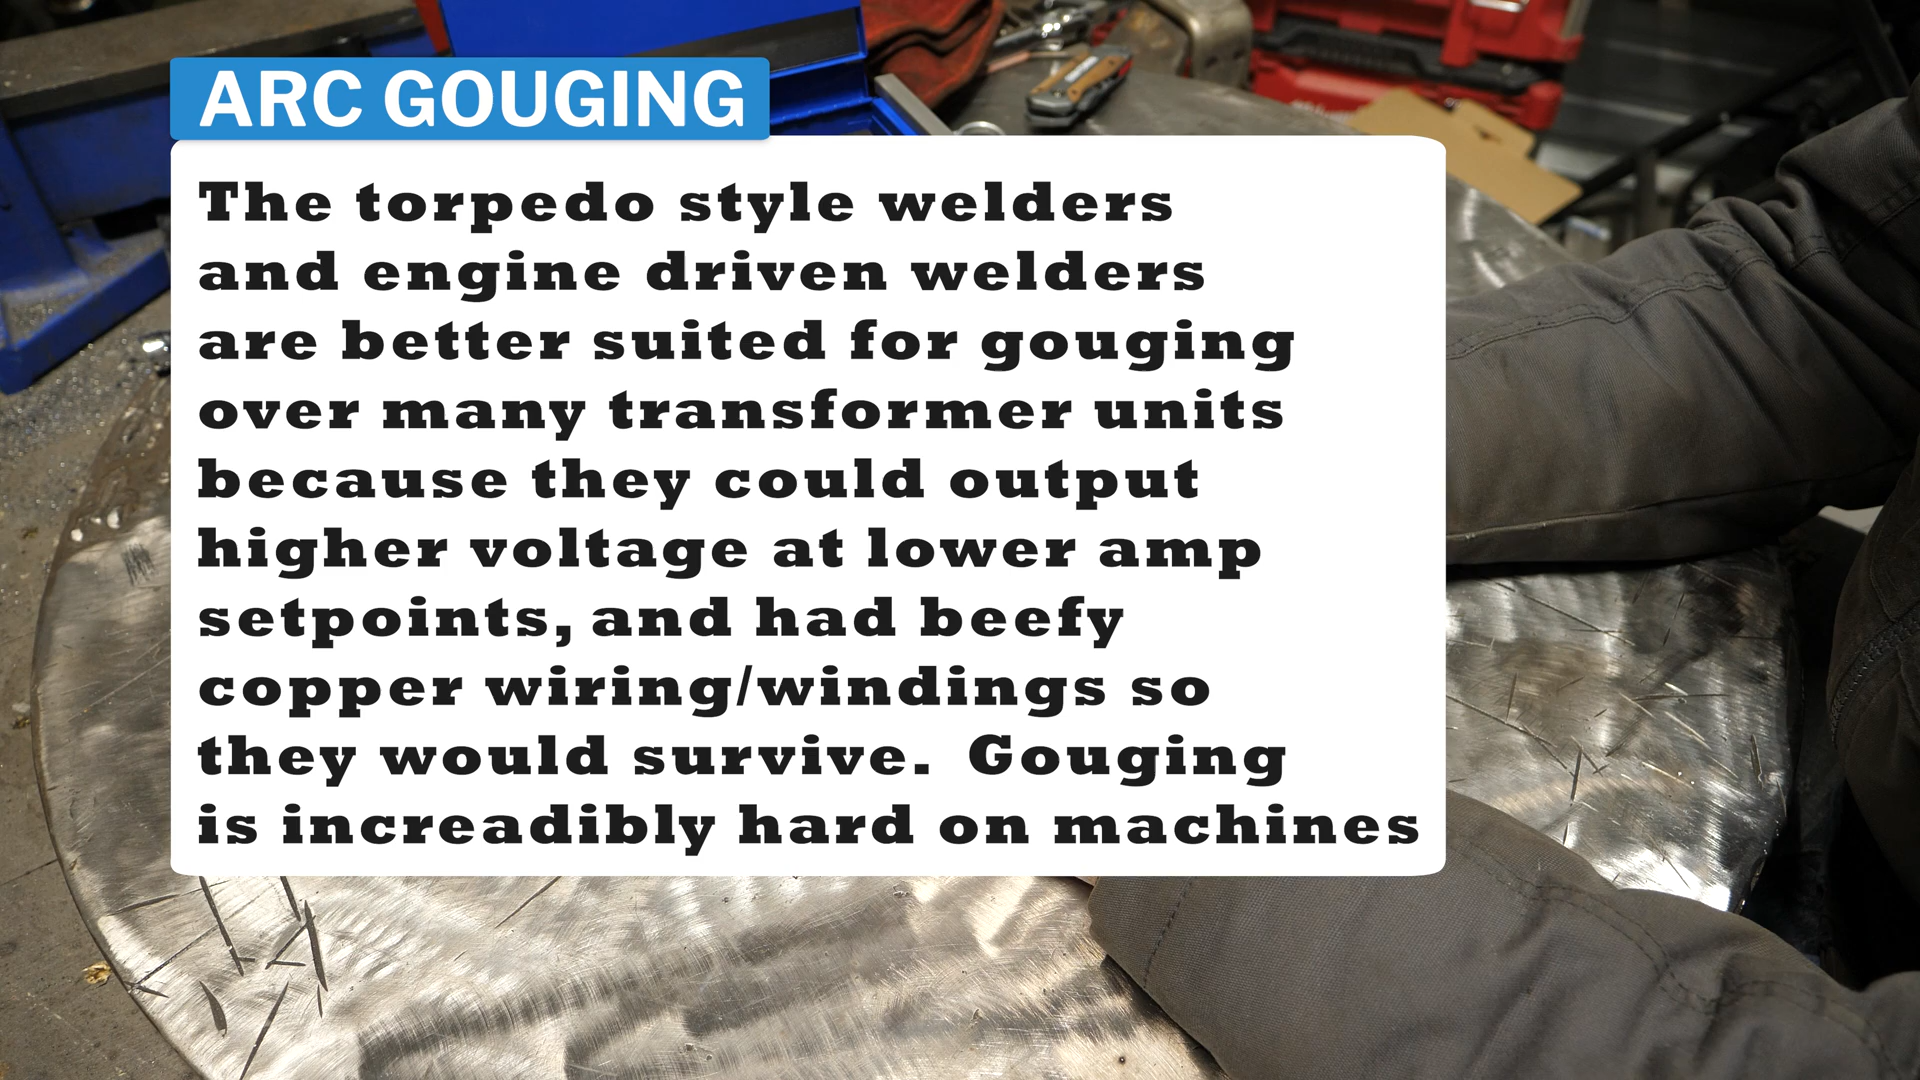 ARC GOUGING
The torpedo style welders
and engine driven welders
are better suited for gouging
over many transformer units
because they could output
higher voltage at lower amp
setpoints, and had beefy
copper wiring/windings so
they would survive.  Gouging
is increadibly hard on machines